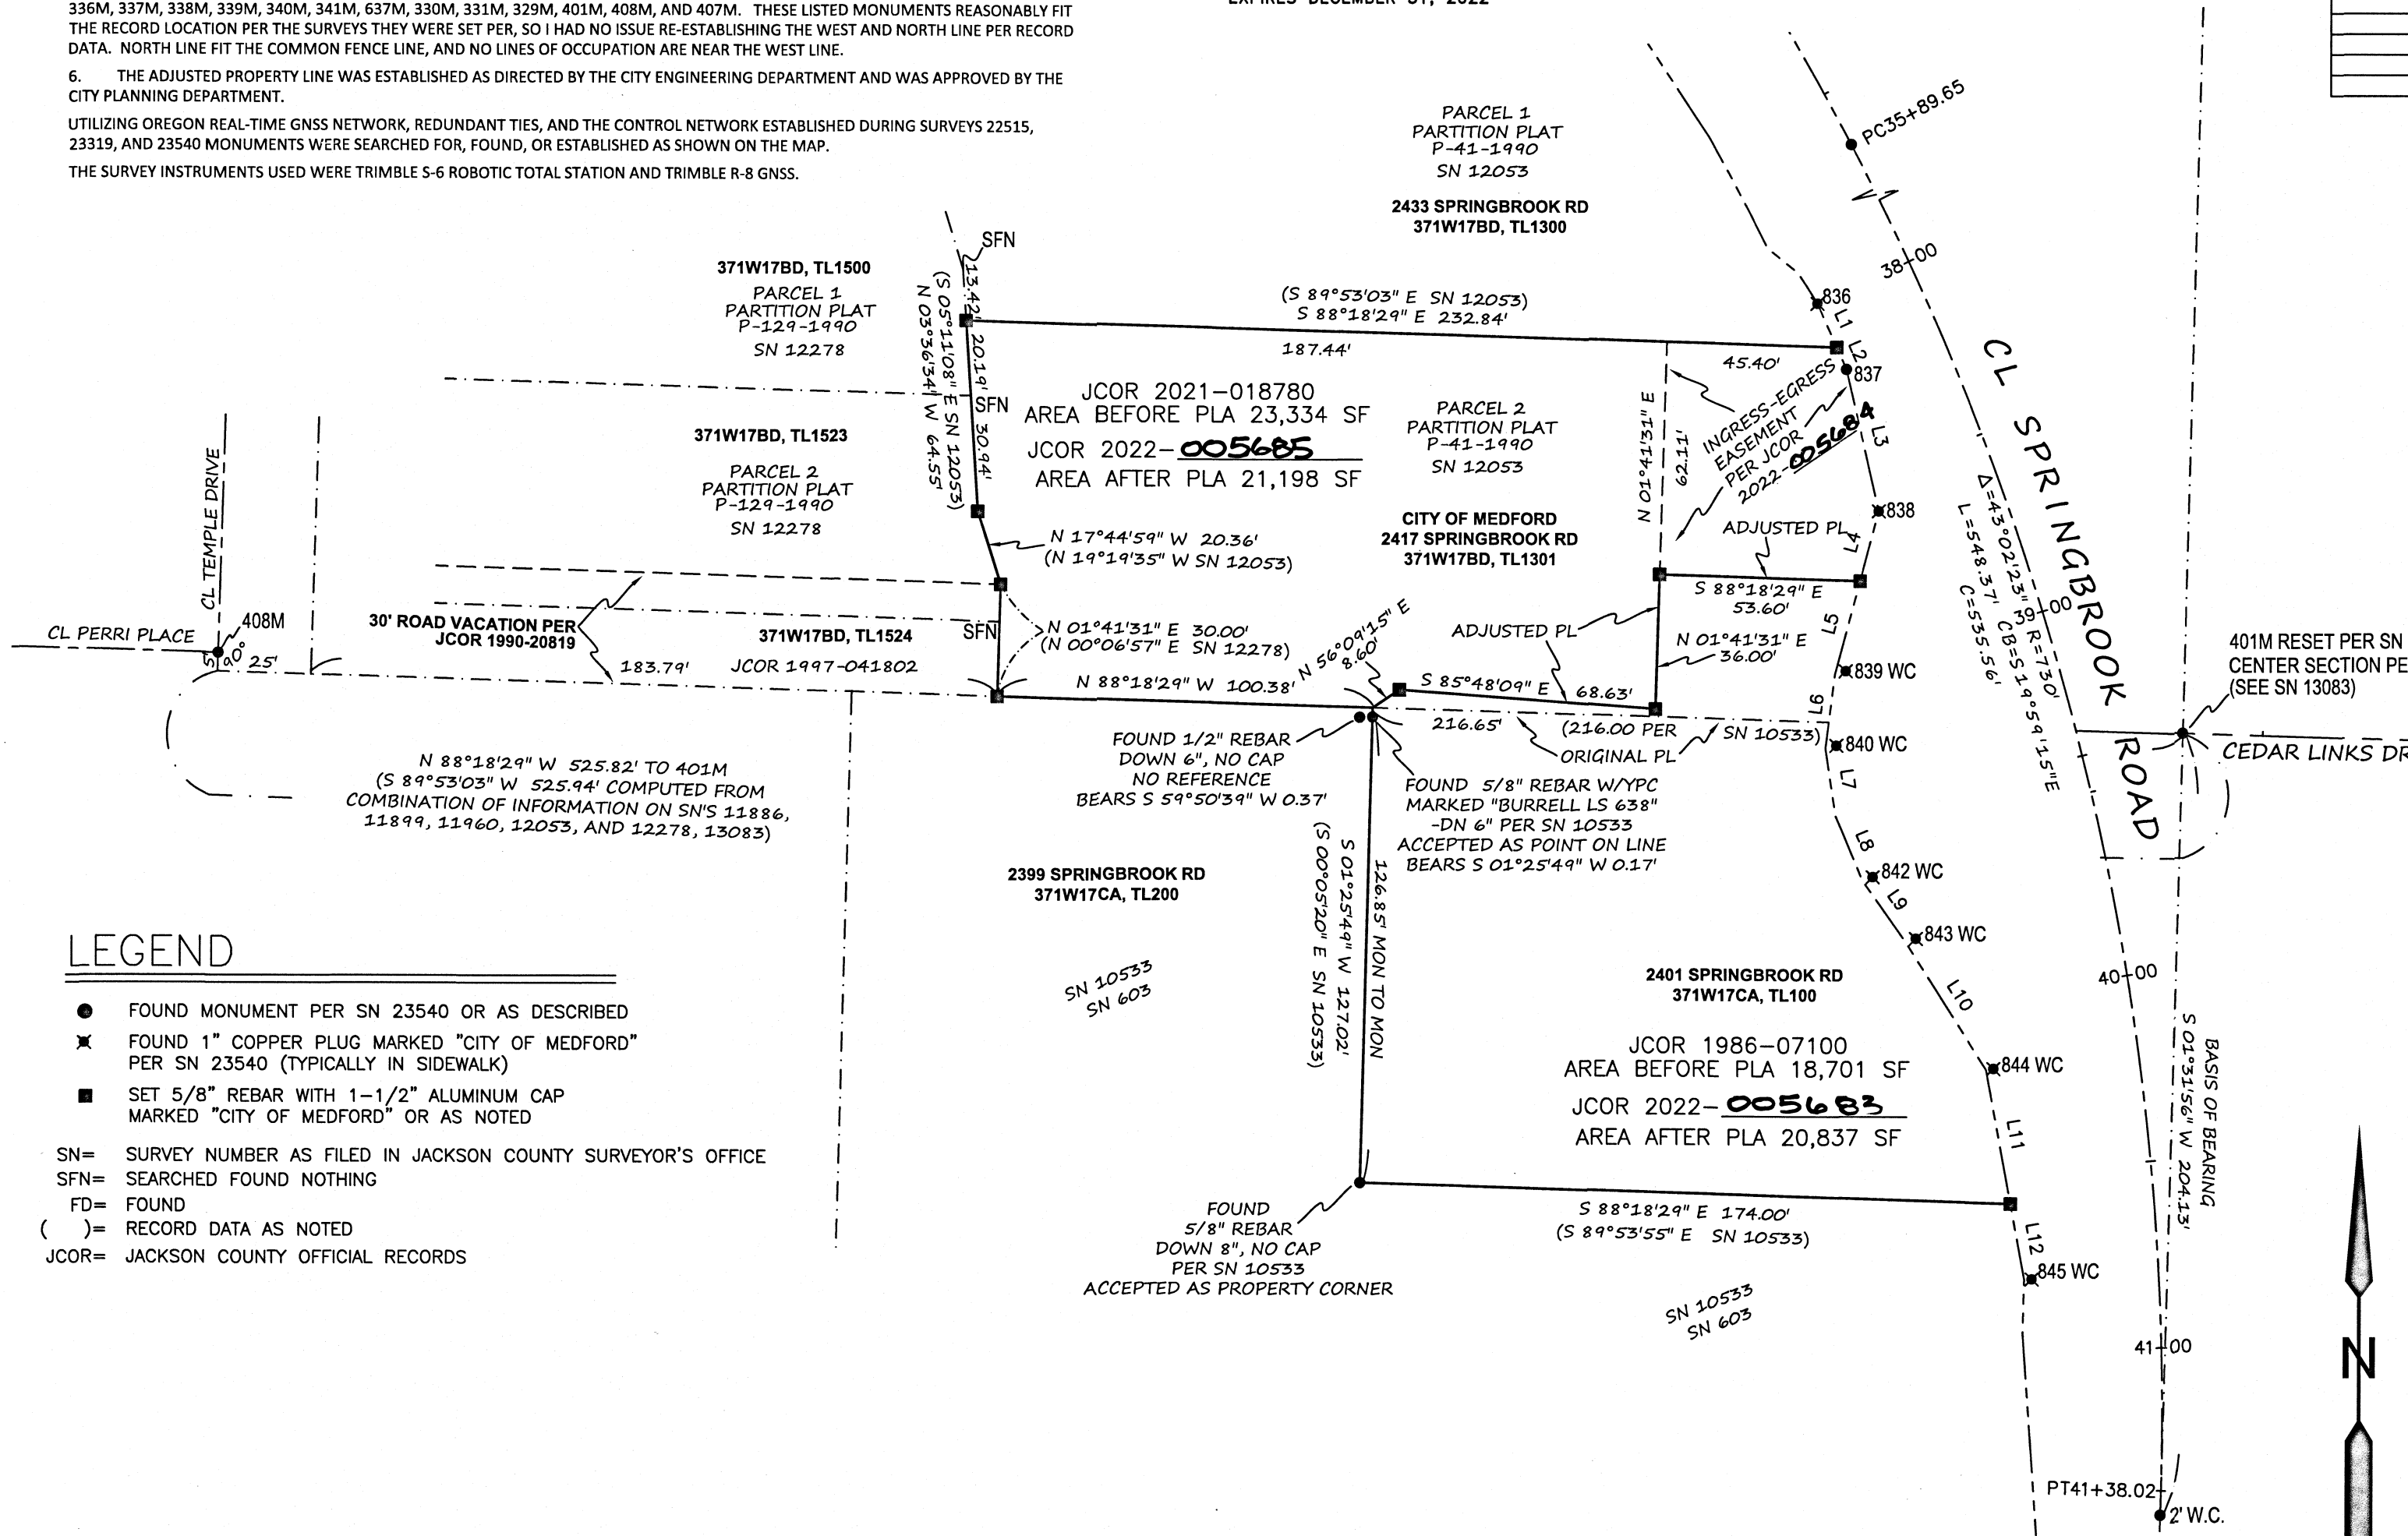 336M, 337M, 338M, 339M, 340M, 341M, 637M, 330M, 331M, 329M, 401M, 408M, AND 407M. THESE LISTED MONUMENTS REASONABLY FIT
THE RECORD LOCATION PER THE SURVEYS THEY WERE SET PER, SO I HAD NO ISSUE RE-ESTABLISHING THE WEST AND NORTH LINE PER RECORD
DATA. NORTH LINE FIT THE COMMON FENCE LINE, AND NO LINES OF OCCUPATION ARE NEAR THE WEST LINE.
6. THE ADJUSTED PROPERTY LINE WAS ESTABLISHED AS DIRECTED BY THE CITY ENGINEERING DEPARTMENT AND WAS APPROVED BY THE
CITY PLANNING DEPARTMENT.
UTILIZING OREGON REAL-TIME GNSS NETWORK, REDUNDANT TIES, AND THE CONTROL NETWORK ESTABLISHED DURING SURVEYS 22515,
23319, AND 23540 MONUMENTS WERE SEARCHED FOR, FOUND, OR ESTABLISHED AS SHOWN ON THE MAP.
THE SURVEY INSTRUMENTS USED WERE TRIMBLE S-6 ROBOTIC TOTAL STATION AND TRIMBLE R-8 GNSS.
EXPIRES DECEMBER 31, 2022
PARCEL 1
PARTITION PLAT
P-41-1990
SN 12053
2433 SPRINGBROOK RD
371W17BD, TL1300
PC35+89.65
38+00
SFN
13.42'
371W17BD, TL1500
PARCEL 1
PARTITION PLAT
P-129-1990
SN 12278
(S 05°11'08" E SN 12053)
N 03°36'34" W 64.55'
20.19'
SFN
30.94'
(S 89°53'03" E SN 12053)
S 88°18'29" E 232.84'
187.44'
45.40'
836
L1
L2
837
L3
838
L4
L5
839 WC
L6
840 WC
L7
L8
842 WC
L9
843 WC
L10
844 WC
L11
L12
845 WC
JCOR 2021-018780
AREA BEFORE PLA 23,334 SF
JCOR 2022-005685
AREA AFTER PLA 21,198 SF
PARCEL 2
PARTITION PLAT
P-41-1990
SN 12053
N 01°41'31" E
62.11'
INGRESS-EGRESS
EASEMENT
PER JCOR
2022-005684
CITY OF MEDFORD
2417 SPRINGBROOK RD
371W17BD, TL1301
ADJUSTED PL
S 88°18'29" E
53.60'
371W17BD, TL1523
PARCEL 2
PARTITION PLAT
P-129-1990
SN 12278
N 17°44'59" W 20.36'
(N 19°19'35" W SN 12053)
CL TEMPLE DRIVE
CL PERRI PLACE
408M
5'
90°
25'
30' ROAD VACATION PER
JCOR 1990-20819
183.79'
371W17BD, TL1524
JCOR 1997-041802
SFN
N 01°41'31" E 30.00'
(N 00°06'57" E SN 12278)
N 88°18'29" W 100.38'
N 56°09'15" E
8.60'
ADJUSTED PL
N 01°41'31" E
36.00'
S 85°48'09" E 68.63'
216.65'
(216.00 PER SN 10533)
ORIGINAL PL
CL SPRINGBROOK ROAD
Δ=43°02'23" R=730'
L=548.37' CB=S19°59'15"E
C=535.56'
39+00
401M RESET PER SN
CENTER SECTION PE
(SEE SN 13083)
CEDAR LINKS DR
N 88°18'29" W 525.82' TO 401M
(S 89°53'03" W 525.94' COMPUTED FROM
COMBINATION OF INFORMATION ON SN'S 11886,
11899, 11960, 12053, AND 12278, 13083)
FOUND 1/2" REBAR
DOWN 6", NO CAP
NO REFERENCE
BEARS S 59°50'39" W 0.37'
FOUND 5/8" REBAR W/YPC
MARKED "BURRELL LS 638"
-DN 6" PER SN 10533
ACCEPTED AS POINT ON LINE
BEARS S 01°25'49" W 0.17'
(S 00°05'20" E SN 10533)
S 01°25'49" W 127.02'
126.85' MON TO MON
2399 SPRINGBROOK RD
371W17CA, TL200
SN 10533
SN 603
2401 SPRINGBROOK RD
371W17CA, TL100
JCOR 1986-07100
AREA BEFORE PLA 18,701 SF
JCOR 2022-005683
AREA AFTER PLA 20,837 SF
40+00
BASIS OF BEARING
S 01°31'56" W 204.13'
FOUND
5/8" REBAR
DOWN 8", NO CAP
PER SN 10533
ACCEPTED AS PROPERTY CORNER
S 88°18'29" E 174.00'
(S 89°53'55" E SN 10533)
SN 10533
SN 603
41+00
PT41+38.02
2' W.C.
N
LEGEND
FOUND MONUMENT PER SN 23540 OR AS DESCRIBED
FOUND 1" COPPER PLUG MARKED "CITY OF MEDFORD"
PER SN 23540 (TYPICALLY IN SIDEWALK)
SET 5/8" REBAR WITH 1-1/2" ALUMINUM CAP
MARKED "CITY OF MEDFORD" OR AS NOTED
SN= SURVEY NUMBER AS FILED IN JACKSON COUNTY SURVEYOR'S OFFICE
SFN= SEARCHED FOUND NOTHING
FD= FOUND
( )= RECORD DATA AS NOTED
JCOR= JACKSON COUNTY OFFICIAL RECORDS